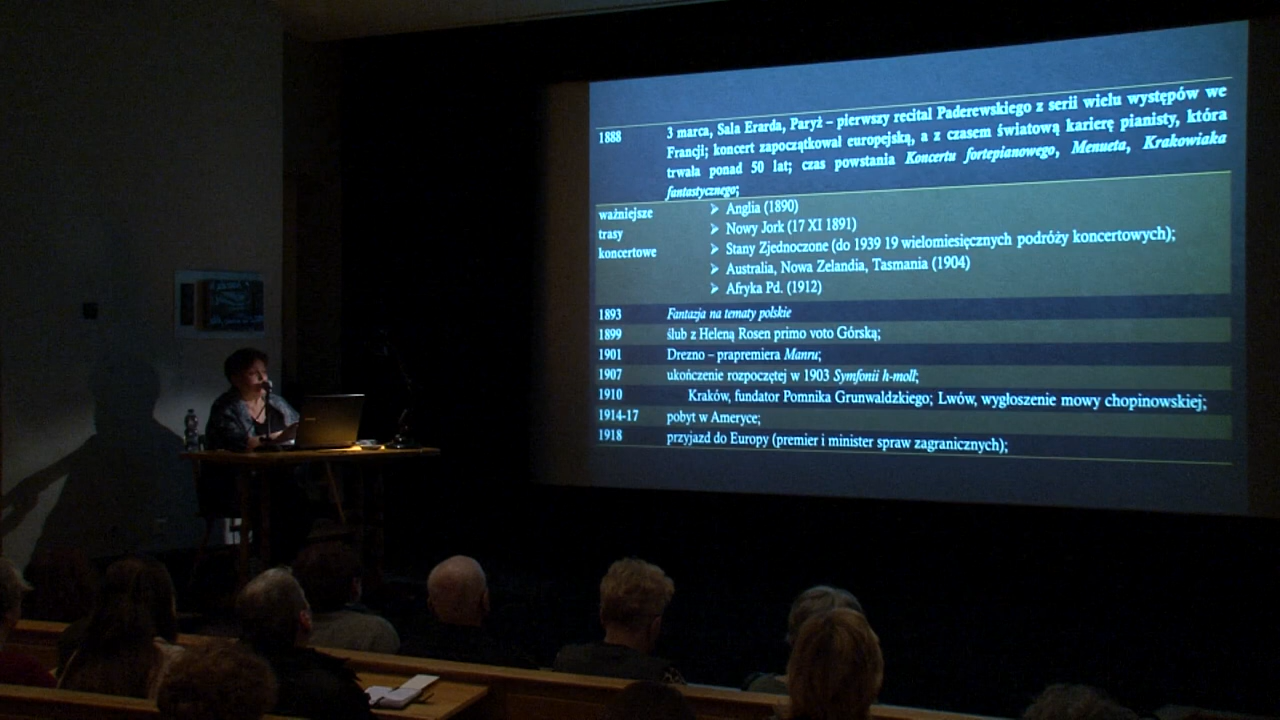 1888 3 marca, Sala Erarda, Paryż – pierwszy recital Paderewskiego z serii wielu występów we
Francji; koncert zapoczątkował europejską, a z czasem światową karierę pianisty, która
trwała ponad 50 lat; czas powstania Koncertu fortepianowego, Menueta, Krakowiaka
fantastycznego;
ważniejsze
trasy
koncertowe
➢ Anglia (1890)
➢ Nowy Jork (17 XI 1891)
➢ Stany Zjednoczone (do 1939 19 wielomiesięcznych podróży koncertowych);
➢ Australia, Nowa Zelandia, Tasmania (1904)
➢ Afryka Pd. (1912)
1893 Fantazja na tematy polskie
1899 ślub z Heleną Rosen primo voto Górską;
1901 Drezno – prapremiera Manru;
1907 ukończenie rozpoczętej w 1903 Symfonii h-moll;
1910 Kraków, fundator Pomnika Grunwaldzkiego; Lwów, wygłoszenie mowy chopinowskiej;
1914-17 pobyt w Ameryce;
1918 przyjazd do Europy (premier i minister spraw zagranicznych);